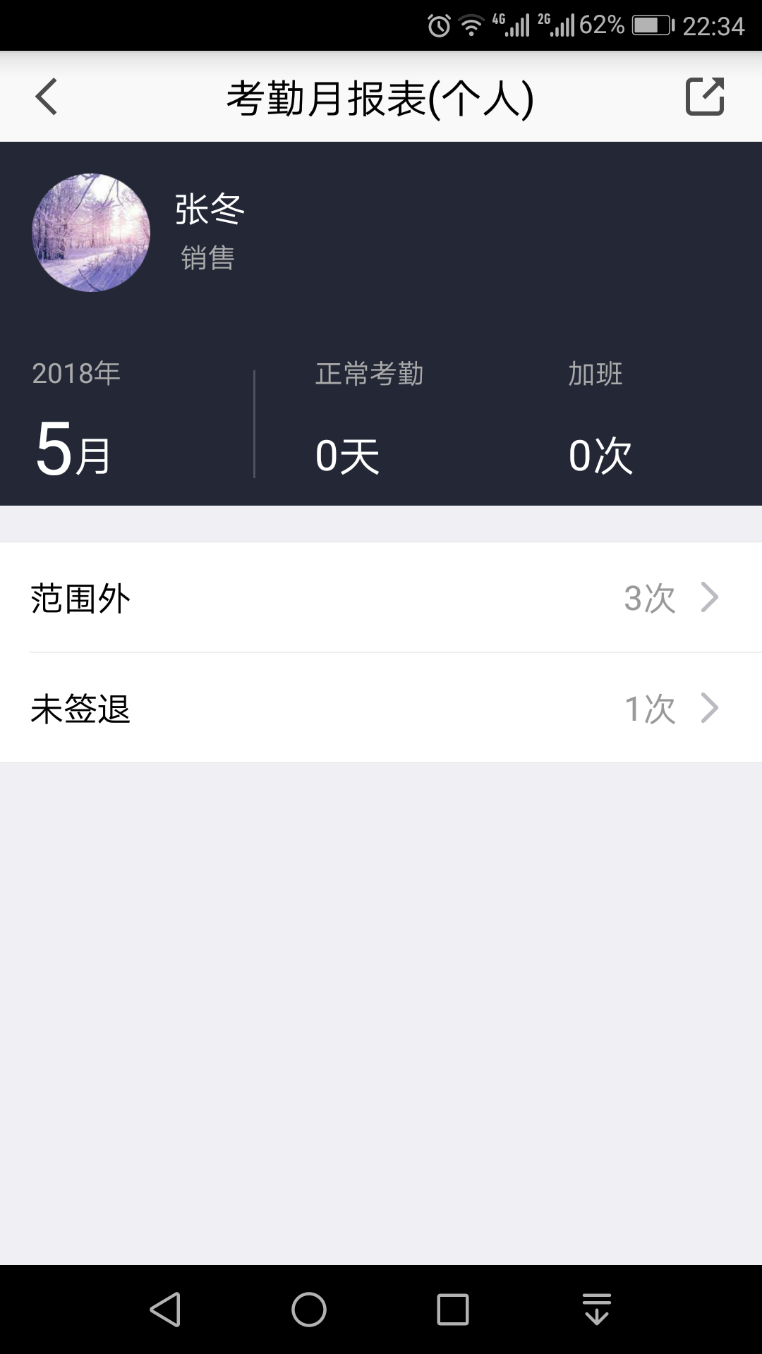 4G 2G 62% 22:34
考勤月报表(个人)
张冬
销售
2018年 正常考勤 加班
5月 0天 0次
范围外 3次
未签退 1次